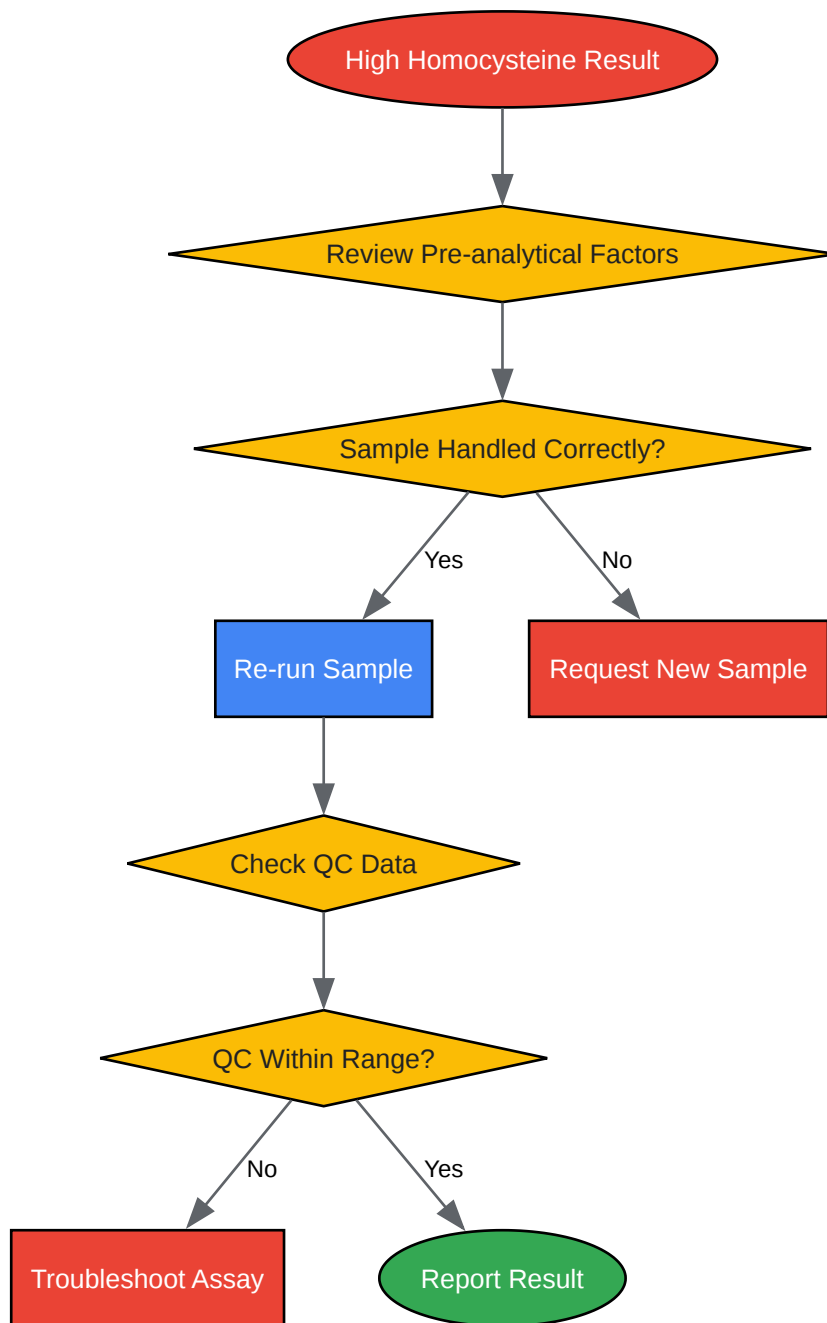 High Homocysteine Result
Review Pre-analytical Factors
Sample Handled Correctly?
Yes
No
Re-run Sample
Request New Sample
Check QC Data
QC Within Range?
No
Yes
Troubleshoot Assay
Report Result